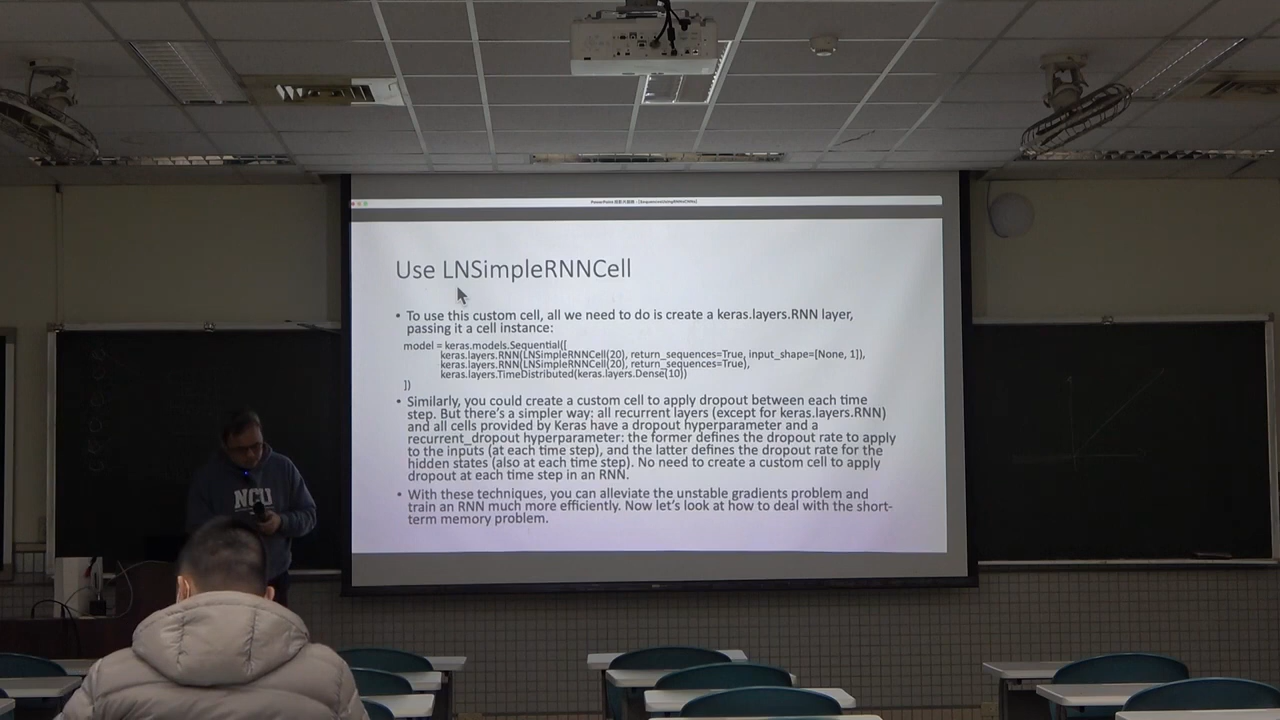 Use LNSimpleRNNCell
• To use this custom cell, all we need to do is create a keras.layers.RNN layer,
passing it a cell instance:
model = keras.models.Sequential([
keras.layers.RNN(LNSimpleRNNCell(20), return_sequences=True, input_shape=[None, 1]),
keras.layers.RNN(LNSimpleRNNCell(20), return_sequences=True),
keras.layers.TimeDistributed(keras.layers.Dense(10))
])
• Similarly, you could create a custom cell to apply dropout between each time
step. But there's a simpler way: all recurrent layers (except for keras.layers.RNN)
and all cells provided by Keras have a dropout hyperparameter and a
recurrent_dropout hyperparameter: the former defines the dropout rate to apply
to the inputs (at each time step), and the latter defines the dropout rate for the
hidden states (also at each time step). No need to create a custom cell to apply
dropout at each time step in an RNN.
• With these techniques, you can alleviate the unstable gradients problem and
train an RNN much more efficiently. Now let's look at how to deal with the short-
term memory problem.
NCU